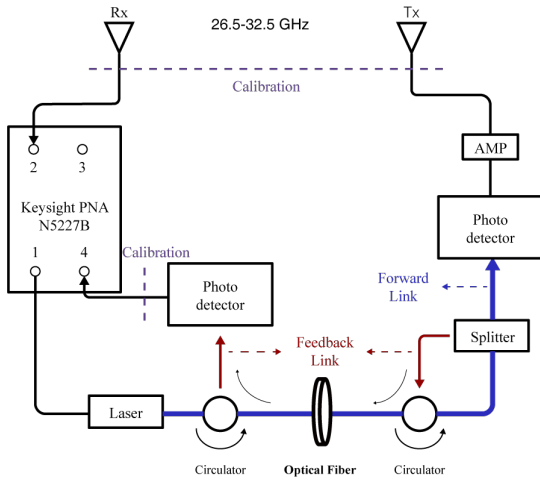 Rx
26.5-32.5 GHz
Tx
Calibration
2
3
Keysight PNA
N5227B
1
4
AMP
Photo
detector
Calibration
Photo
detector
Forward
Link
Feedback
Link
Splitter
Laser
Circulator
Optical Fiber
Circulator